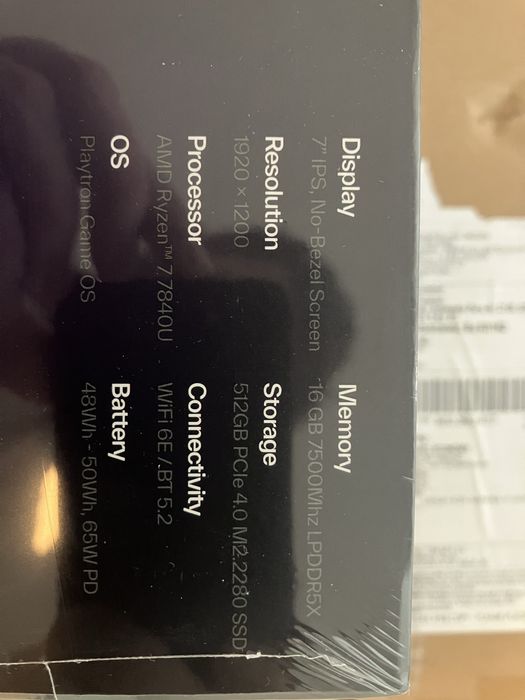 Display
7" IPS, No-Bezel Screen
Resolution
1920 x 1200
Processor
AMD Ryzen™ 7 7840U
OS
Playtron Game OS
Memory
16 GB 7500Mhz LPDDR5X
Storage
512GB PCIe 4.0 M2.2280 SSD
Connectivity
WiFi 6E / BT 5.2
Battery
48Wh - 50Wh, 65W PD